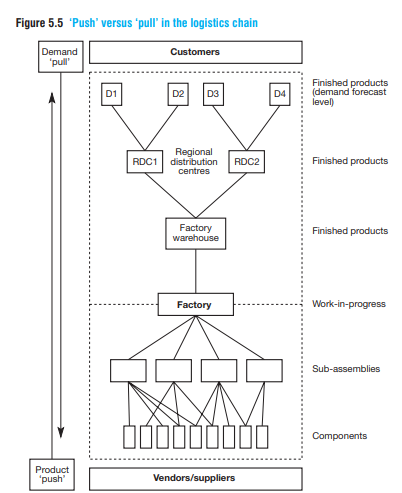 Figure 5.5 'Push' versus 'pull' in the logistics chain
Demand
'pull'
Customers
D1
D2
D3
D4
Finished products
(demand forecast
level)
RDC1
Regional
distribution
centres
RDC2
Finished products
Factory
warehouse
Finished products
Factory
Work-in-progress
Sub-assemblies
Components
Product
'push'
Vendors/suppliers